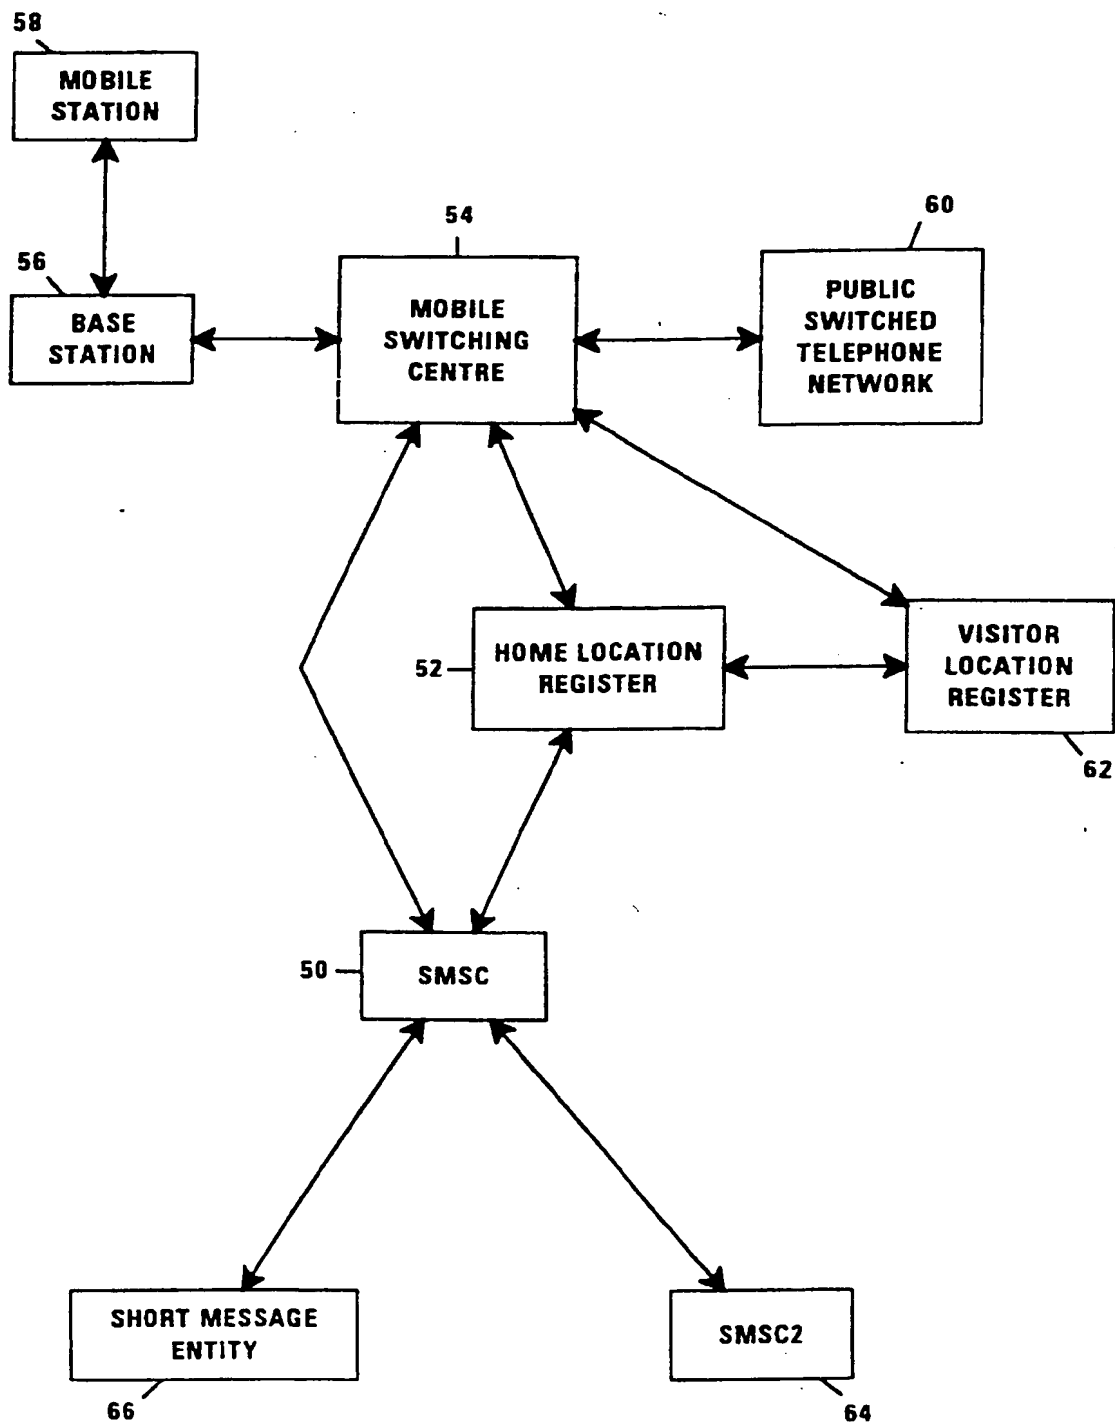 58
MOBILE
STATION
54
60
56
BASE
STATION
MOBILE
SWITCHING
CENTRE
PUBLIC
SWITCHED
TELEPHONE
NETWORK
52
HOME LOCATION
REGISTER
VISITOR
LOCATION
REGISTER
62
50
SMSC
SHORT MESSAGE
ENTITY
66
SMSC2
64